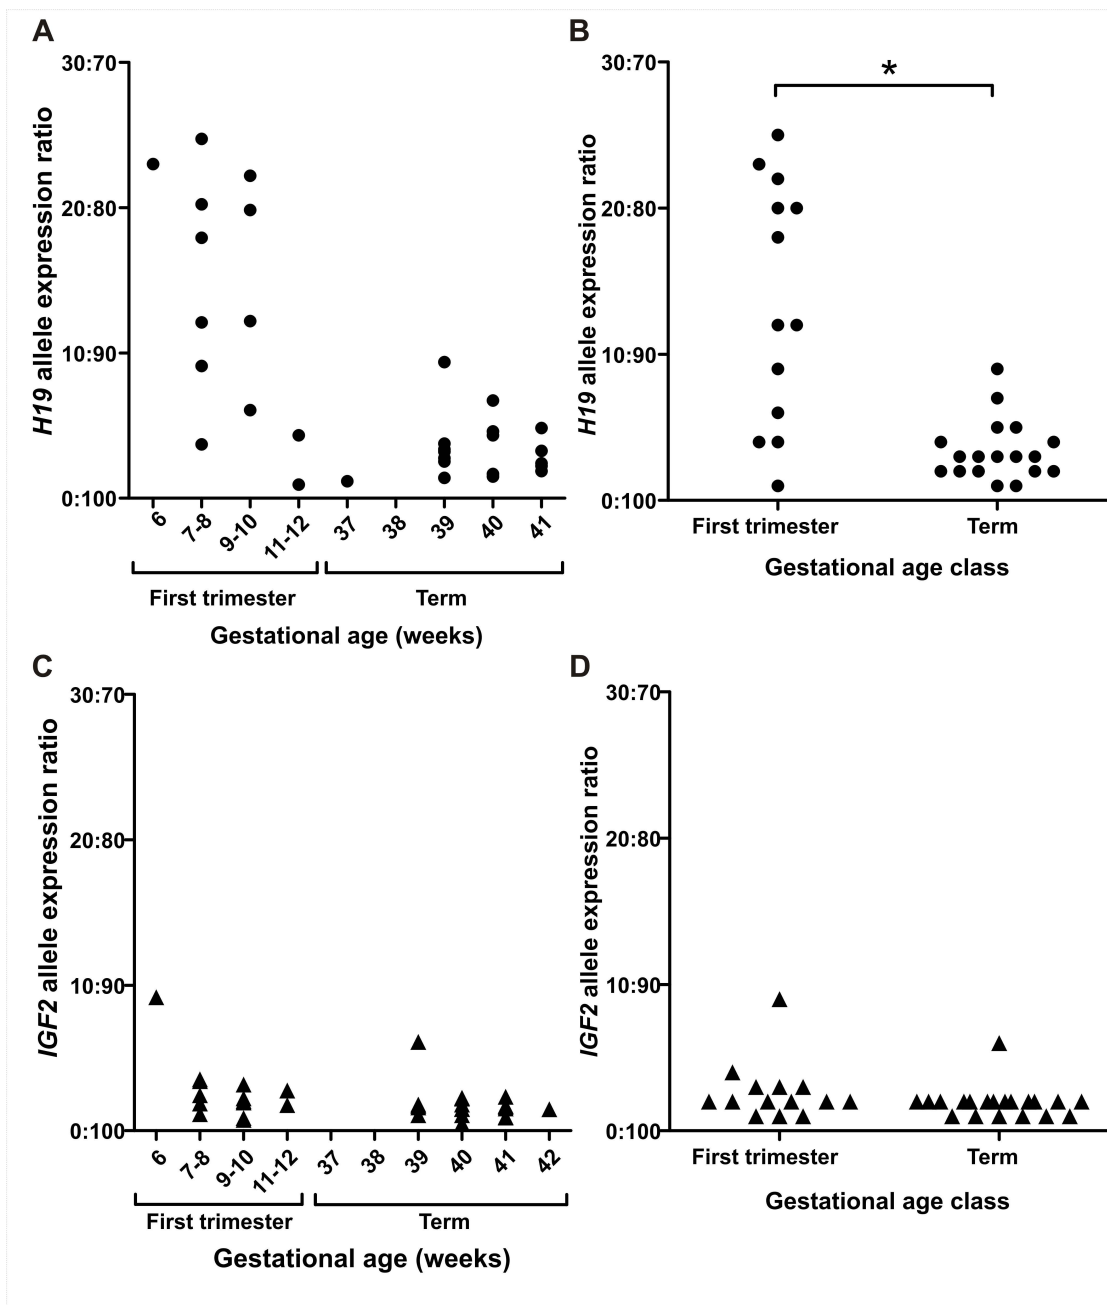 A
H19 allele expression ratio
30:70
20:80
10:90
0:100
6
7-8
9-10
11-12
37
38
39
40
41
First trimester
Term
Gestational age (weeks)
B
H19 allele expression ratio
30:70
20:80
10:90
0:100
*
First trimester
Term
Gestational age class
C
IGF2 allele expression ratio
30:70
20:80
10:90
0:100
6
7-8
9-10
11-12
37
38
39
40
41
42
First trimester
Term
Gestational age (weeks)
D
IGF2 allele expression ratio
30:70
20:80
10:90
0:100
First trimester
Term
Gestational age class